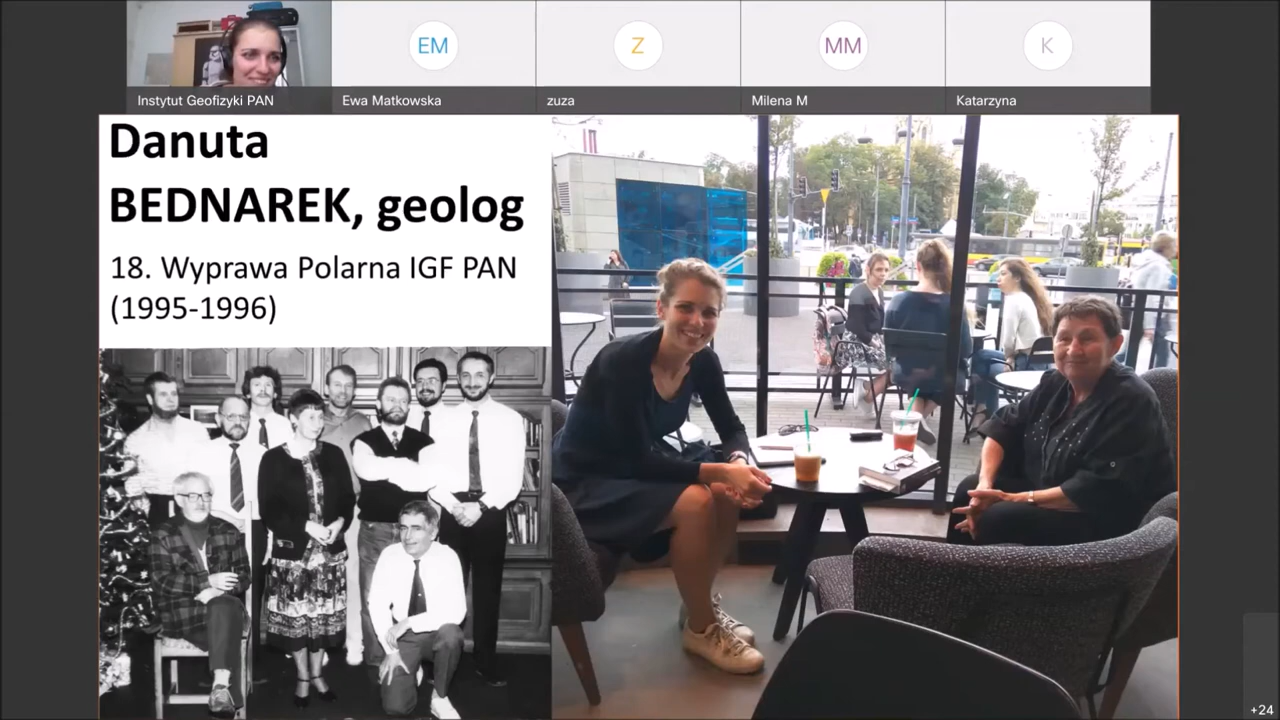 EM
Z
MM
K
Instytut Geofizyki PAN
Ewa Matkowska
zuza
Milena M
Katarzyna
Danuta
BEDNAREK, geolog
18. Wyprawa Polarna IGF PAN
(1995-1996)
+24